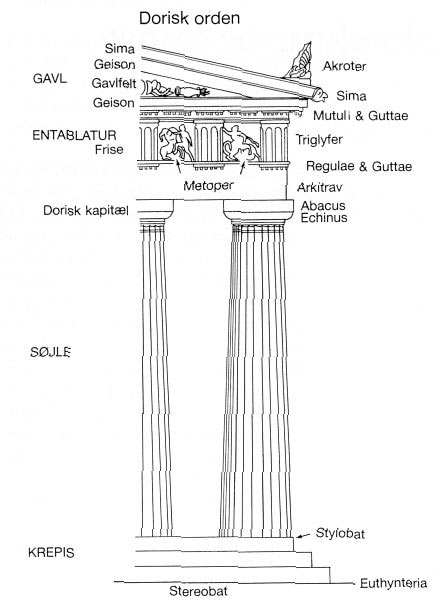 Dorisk orden
Sima
Geison
GAVL
Gavlfelt
Geison
Akroter
Sima
Mutuli & Guttae
ENTABLATUR
Frise
Triglyfer
Regulae & Guttae
Metoper
Arkitrav
Dorisk kapitæl
Abacus
Echinus
SØJLE
Stylobat
KREPIS
Euthynteria
Stereobat